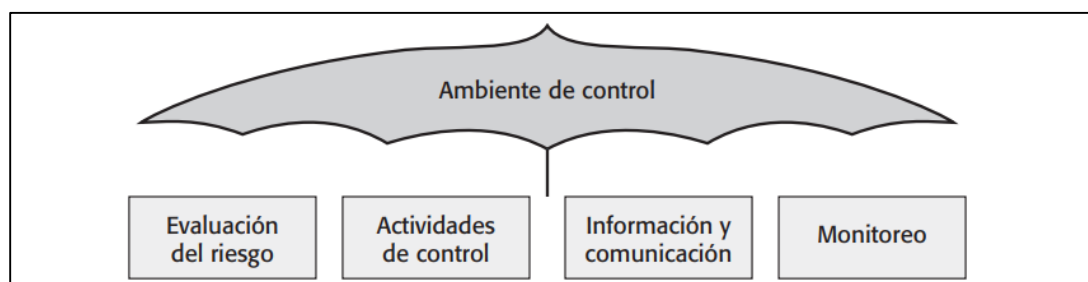 Ambiente de control
Evaluación
del riesgo
Actividades
de control
Información y
comunicación
Monitoreo